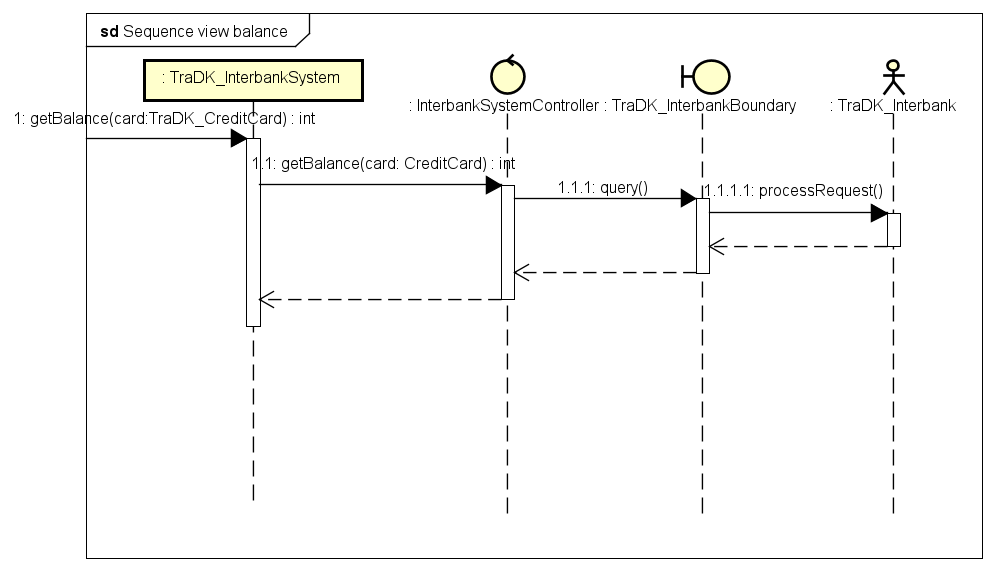 sd Sequence view balance
: TraDK_InterbankSystem
: InterbankSystemController
: TraDK_InterbankBoundary
: TraDK_Interbank
1: getBalance(card:TraDK_CreditCard) : int
1.1: getBalance(card: CreditCard) : int
1.1.1: query()
1.1.1.1: processRequest()